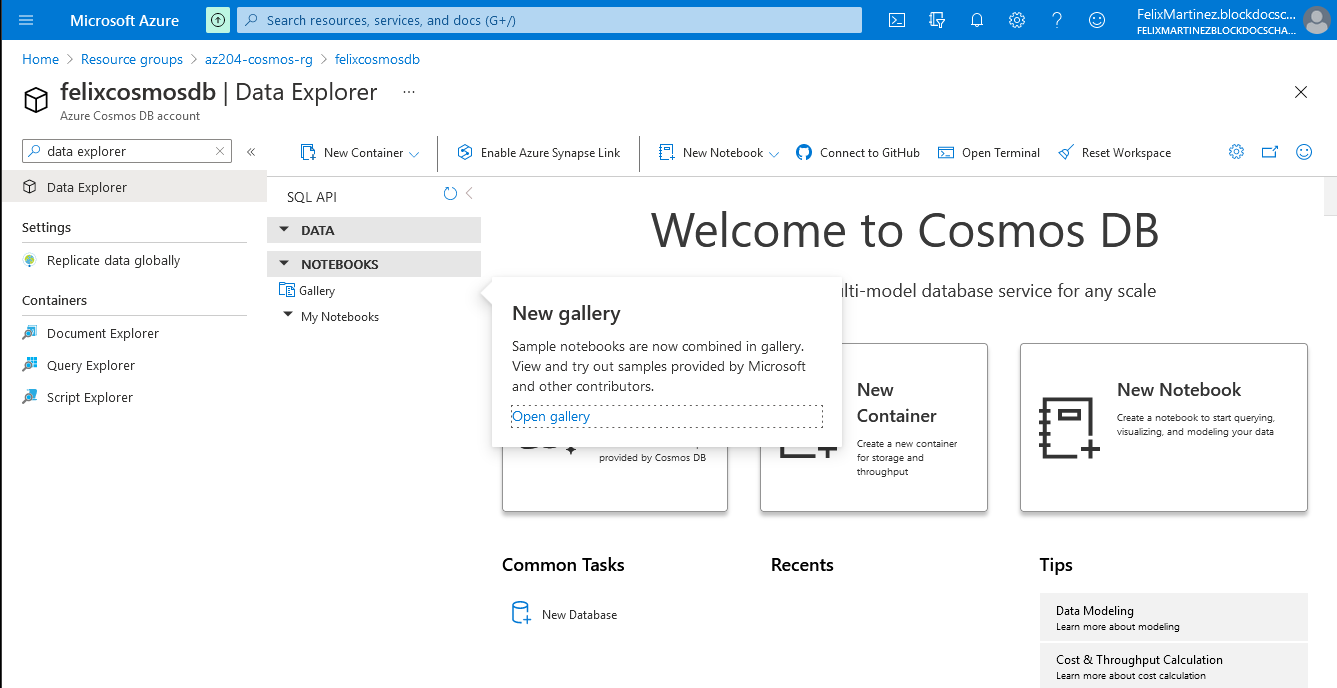 Microsoft Azure
Search resources, services, and docs (G+/)
FelixMartinez.blockdocsc...
FELIXMARTINEZBLOCKDOCSCHA...
Home > Resource groups > az204-cosmos-rg > felixcosmosdb
felixcosmosdb | Data Explorer ...
Azure Cosmos DB account
data explorer
«
New Container
Enable Azure Synapse Link
New Notebook
Connect to GitHub
Open Terminal
Reset Workspace
Data Explorer
Settings
Replicate data globally
Containers
Document Explorer
Query Explorer
Script Explorer
SQL API
DATA
NOTEBOOKS
Gallery
My Notebooks
Welcome to Cosmos DB
lti-model database service for any scale
New gallery
Sample notebooks are now combined in gallery.
View and try out samples provided by Microsoft
and other contributors.
Open gallery
provided by Cosmos DB
New
Container
Create a new container
for storage and
throughput
New Notebook
Create a notebook to start querying,
visualizing, and modeling your data
Common Tasks
New Database
Recents
Tips
Data Modeling
Learn more about modeling
Cost & Throughput Calculation
Learn more about cost calculation